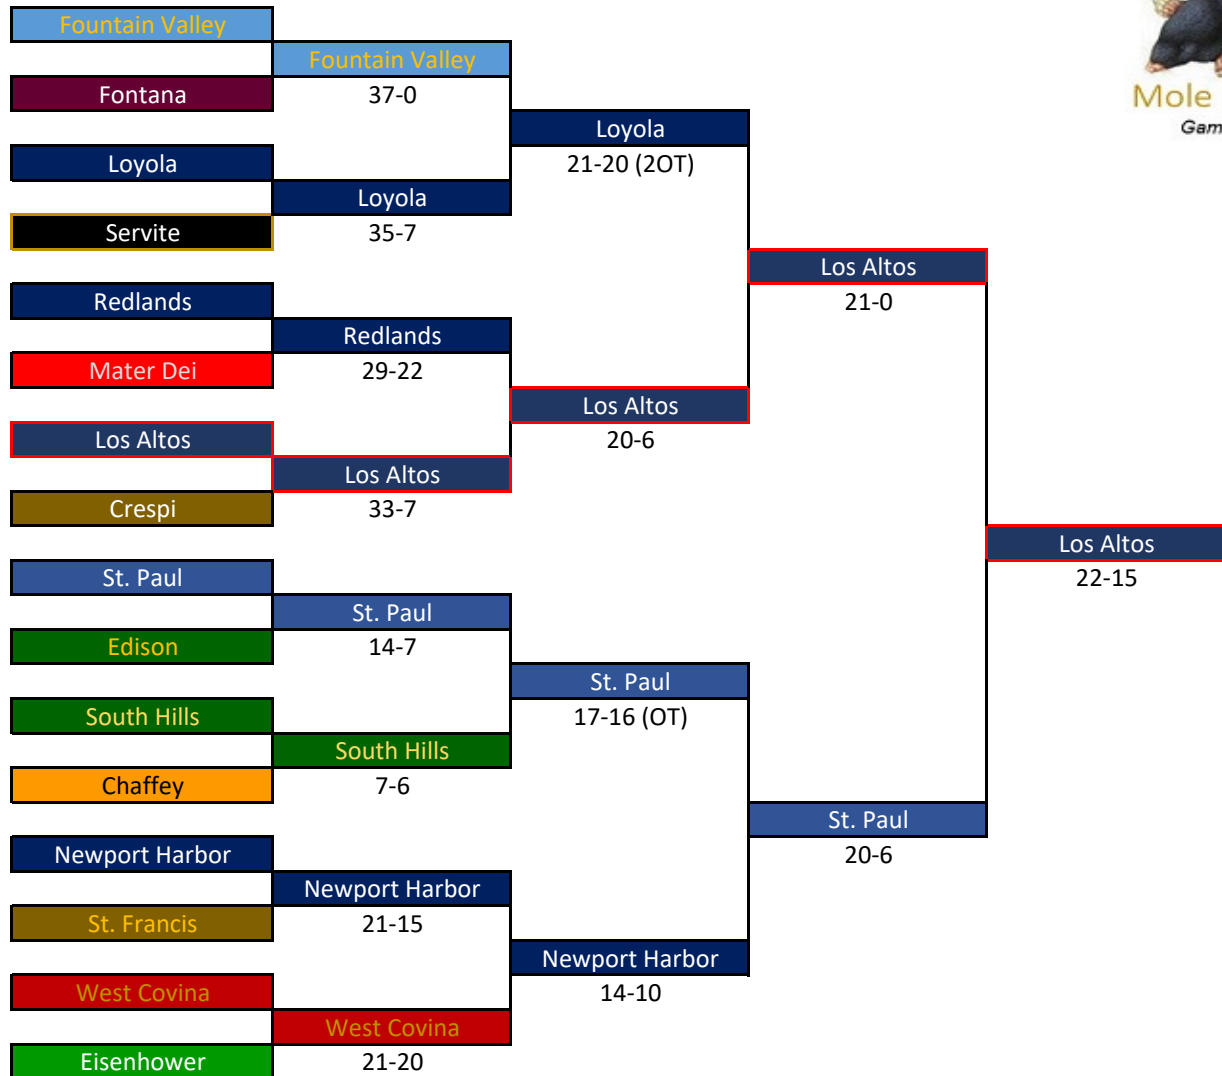 Fountain Valley
Fountain Valley
Fontana
37-0
Mole
Gam
Loyola
Loyola
21-20 (2OT)
Loyola
Servite
35-7
Los Altos
Redlands
21-0
Redlands
Mater Dei
29-22
Los Altos
Los Altos
20-6
Los Altos
Crespi
33-7
Los Altos
St. Paul
22-15
St. Paul
Edison
14-7
St. Paul
South Hills
17-16 (OT)
South Hills
Chaffey
7-6
St. Paul
Newport Harbor
20-6
Newport Harbor
St. Francis
21-15
Newport Harbor
West Covina
14-10
West Covina
Eisenhower
21-20